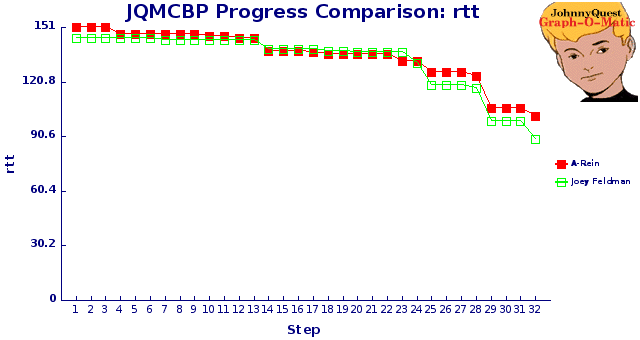 JQMCBP Progress Comparison: rtt
JohnnyQuest
Graph-O-Matic
151
120.8
90.6
60.4
30.2
0
rtt
1 2 3 4 5 6 7 8 9 10 11 12 13 14 15 16 17 18 19 20 21 22 23 24 25 26 27 28 29 30 31 32
Step
A-Rein
Joey Feldman